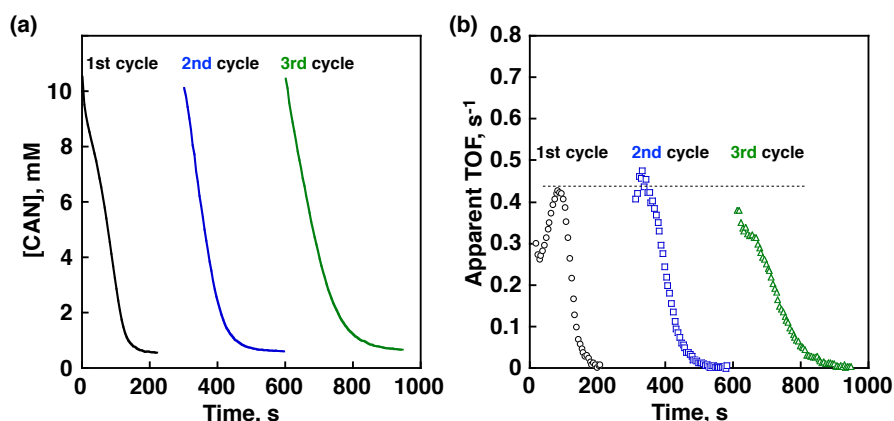 (a)
1st cycle 2nd cycle 3rd cycle
[CAN], mM
10
8
6
4
2
0
0 200 400 600 800 1000
Time, s
(b)
1st cycle 2nd cycle 3rd cycle
Apparent TOF, s-1
0.8
0.7
0.6
0.5
0.4
0.3
0.2
0.1
0
0 200 400 600 800 1000
Time, s